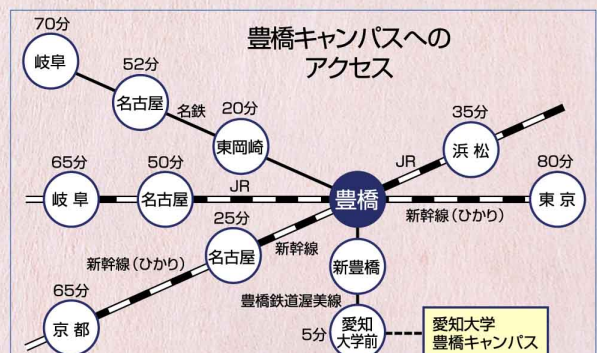 豊橋キャンパスへの
アクセス
70分
岐阜
52分
名古屋
名鉄
20分
東岡崎
35分
浜松
JR
65分
岐阜
50分
名古屋
JR
豊橋
80分
東京
新幹線（ひかり）
25分
名古屋
新幹線
新幹線（ひかり）
65分
京都
新豊橋
豊橋鉄道渥美線
5分
愛知
大学前
愛知大学
豊橋キャンパス